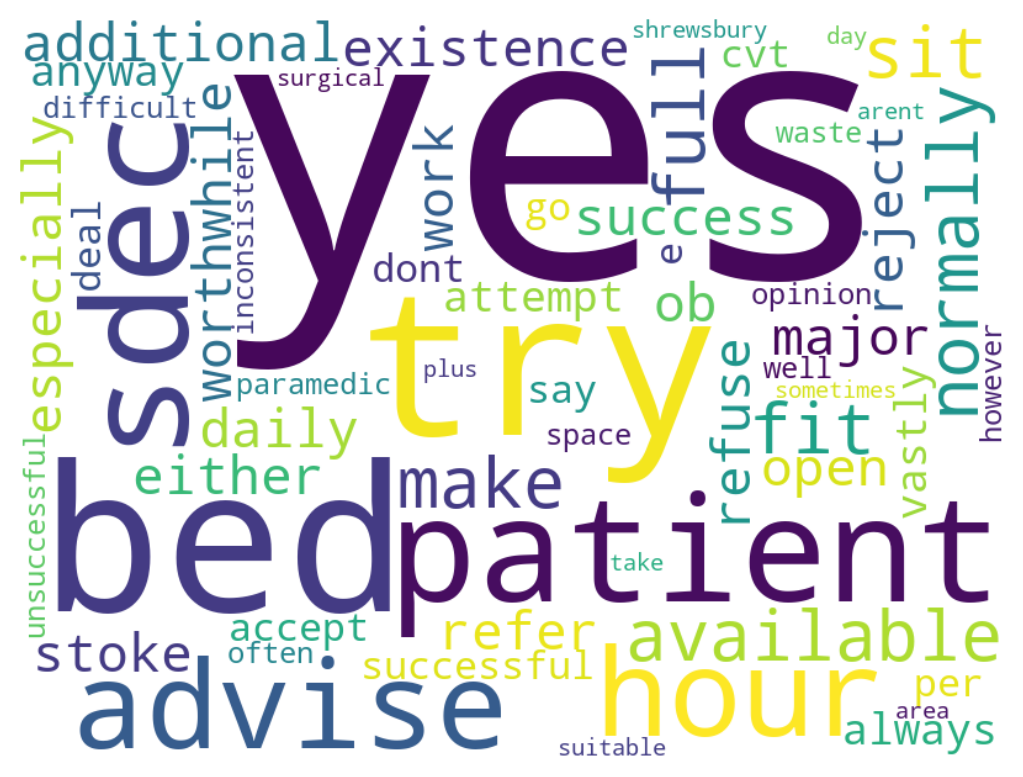 shrewsbury
day
additional
existence
cvt
sit
anyway
surgical
full
difficult
yes
arent
especially
sdec
worthwhile
inconsistent
work
waste
reject
normally
deal
go
success
e
dont
attempt
ob
opinion
try
major
paramedic
plus
say
well
sometimes
however
daily
space
refuse
fit
vastly
either
make
open
unsuccessful
bed
patient
take
accept
refer
available
stoke
often
successful
advise
hour
per
area
always
suitable